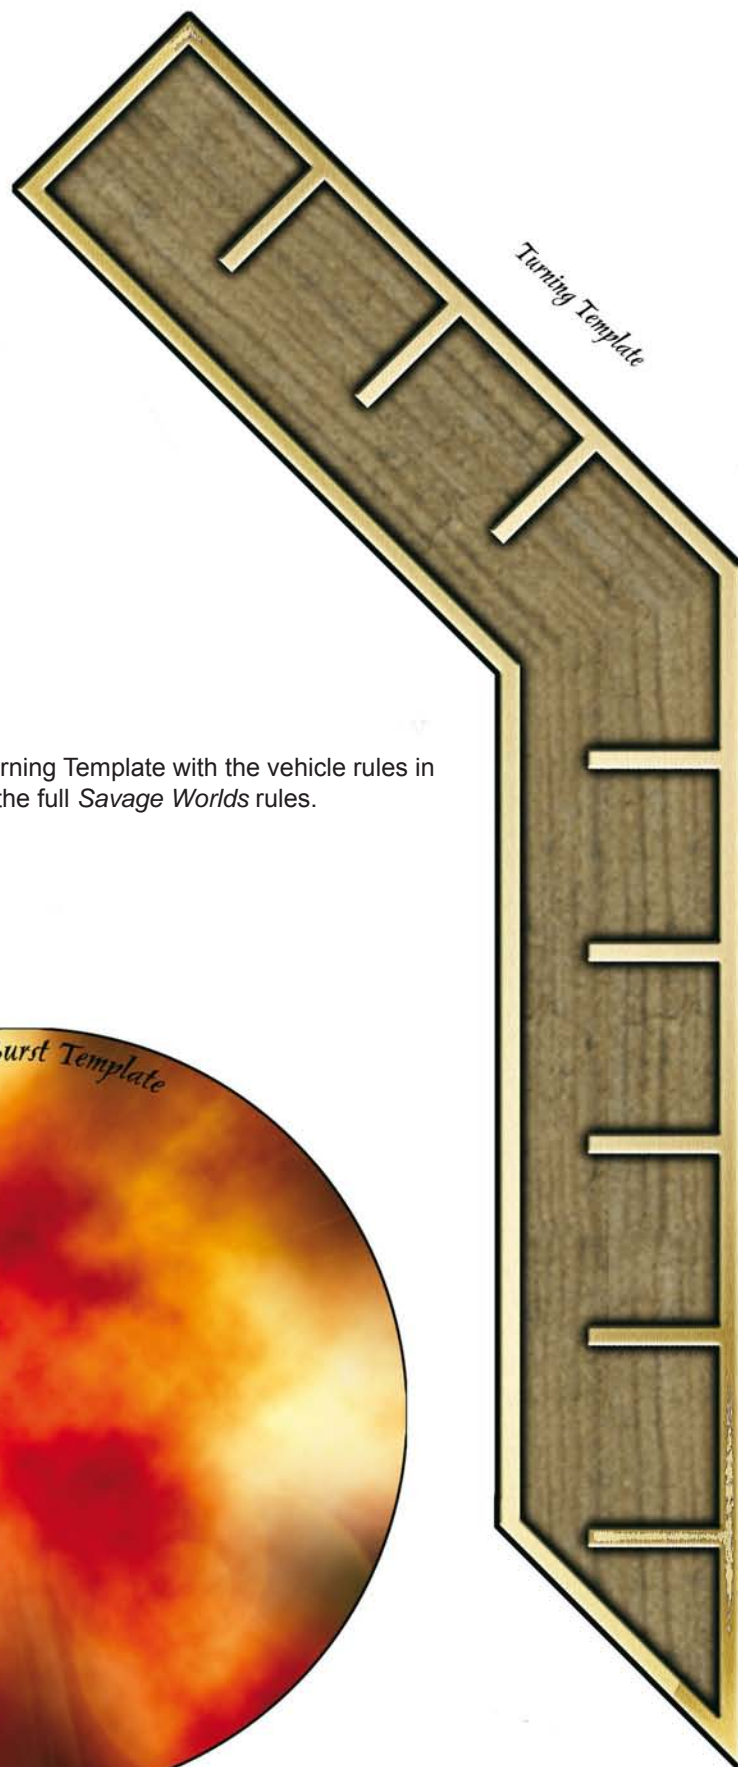 Turning Template
rning Template with the vehicle rules in
the full Savage Worlds rules.
urst Template